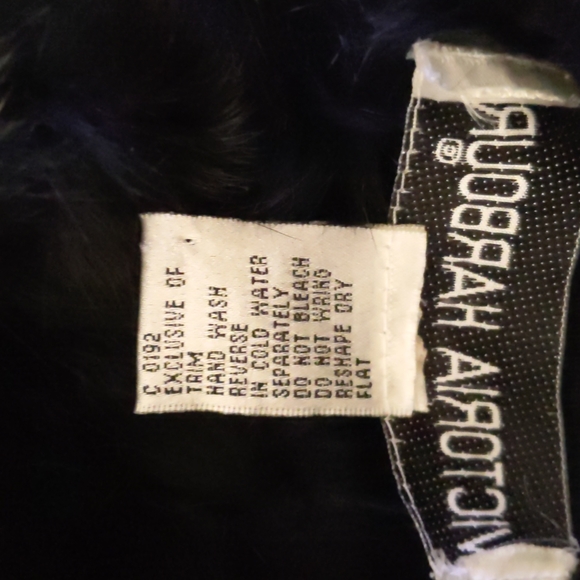 C 0192
EXCLUSIVE OF
TRIM
HAND WASH
REVERSE
IN COLD WATER
SEPARATELY
DO NOT BLEACH
DO NOT WRING
RESHAPE DRY
FLAT
VICTORIA HARBOUR ®